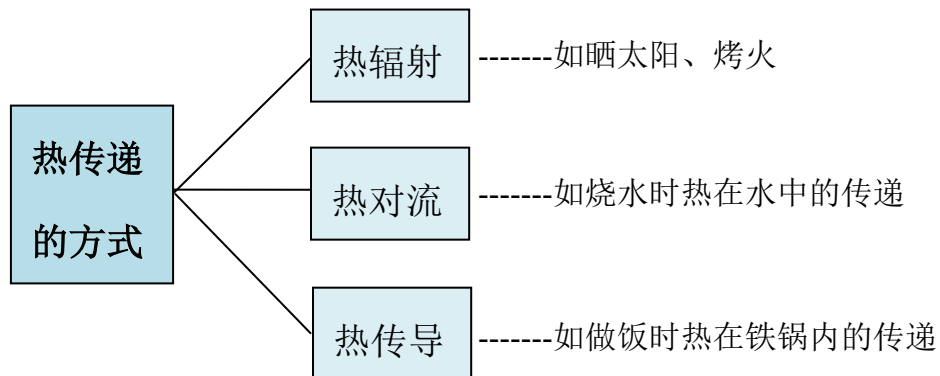 热辐射 -------如晒太阳、烤火
热传递
的方式
热对流 -------如烧水时热在水中的传递
热传导 -------如做饭时热在铁锅内的传递